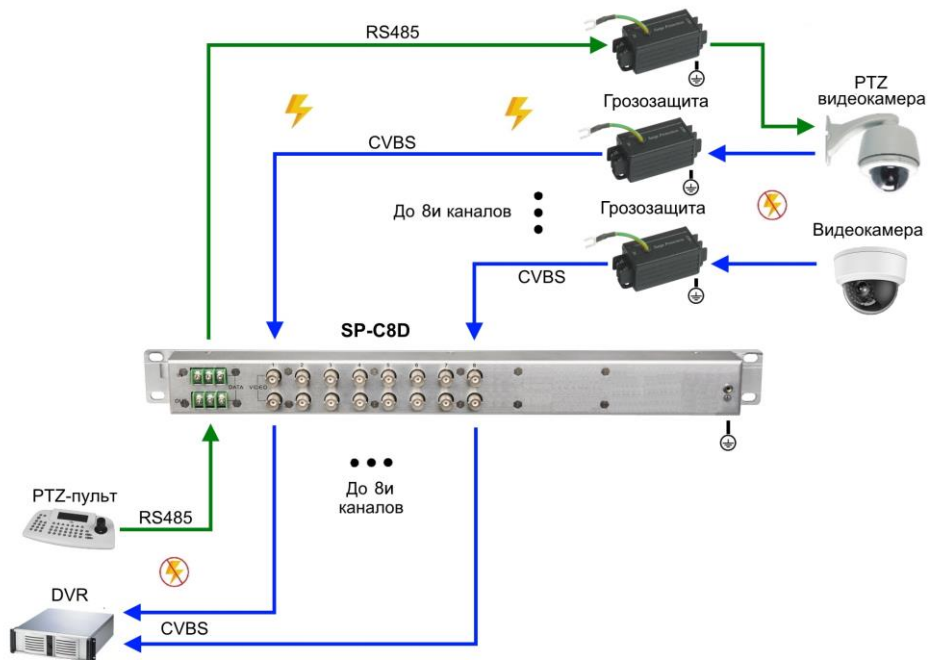 RS485
Грозозащита
PTZ
видеокамера
CVBS
До 8и каналов
Грозозащита
Видеокамера
CVBS
SP-C8D
1 2 3 4 5 6 7 8
DATA VIDEO
До 8и
каналов
PTZ-пульт
RS485
DVR
CVBS